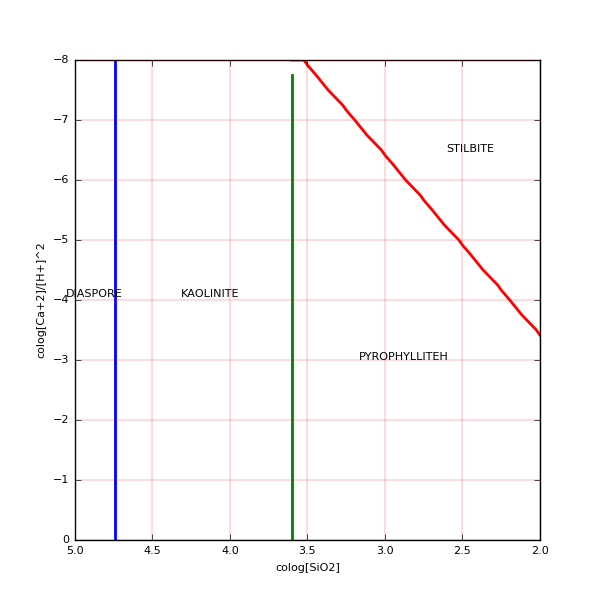 −8
−7
STILBITE
−6
−5
colog[Ca+2]/[H+]^2
DIASPORE
KAOLINITE
−4
PYROPHYLLITEH
−3
−2
−1
0
5.0 4.5 4.0 3.5 3.0 2.5 2.0
colog[SiO2]